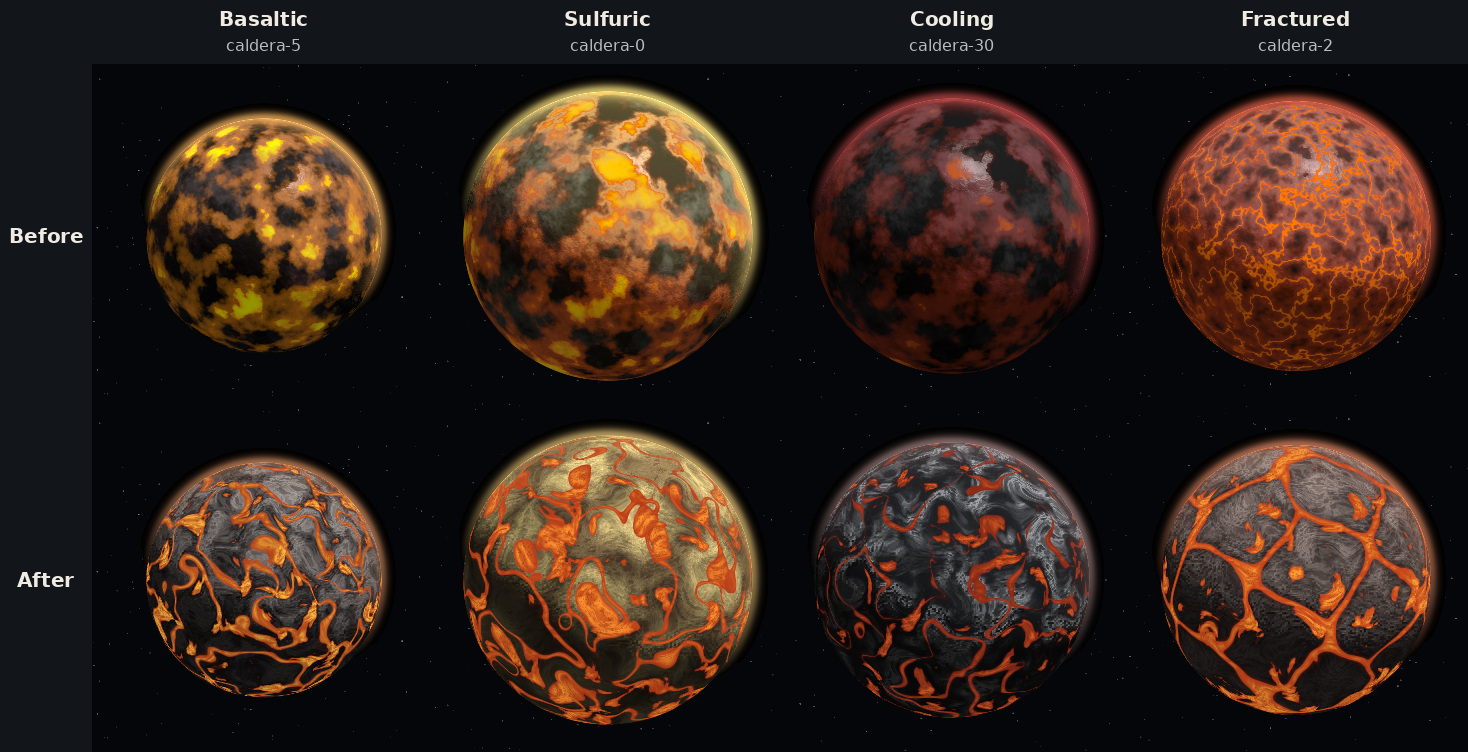 Basaltic
caldera-5
Sulfuric
caldera-0
Cooling
caldera-30
Fractured
caldera-2
Before
After